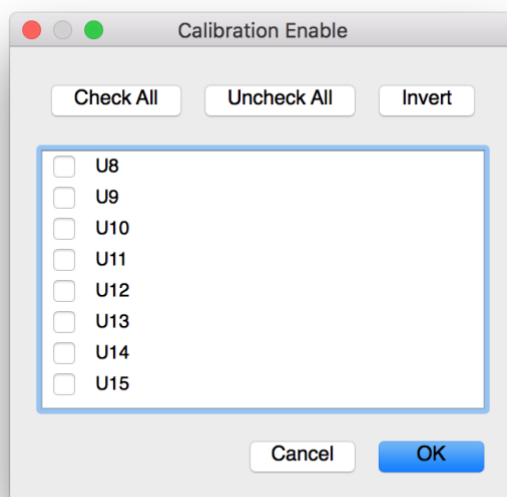 Calibration Enable
Check All Uncheck All Invert
U8
U9
U10
U11
U12
U13
U14
U15
Cancel OK